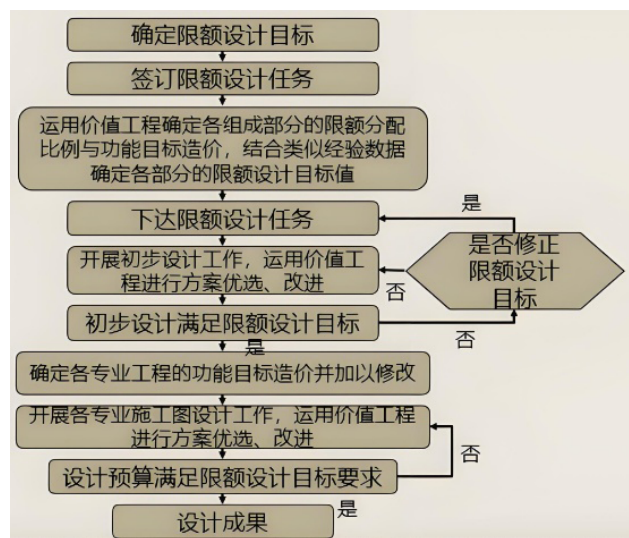 确定限额设计目标
签订限额设计任务
运用价值工程确定各组成部分的限额分配
比例与功能目标造价，结合类似经验数据
确定各部分的限额设计目标值
下达限额设计任务
是
开展初步设计工作，运用价值工
程进行方案优选、改进
是否修正
限额设计
目标
否
初步设计满足限额设计目标
否
是
确定各专业工程的功能目标造价并加以修改
开展各专业施工图设计工作，运用价值工程
进行方案优选、改进
否
设计预算满足限额设计目标要求
是
设计成果